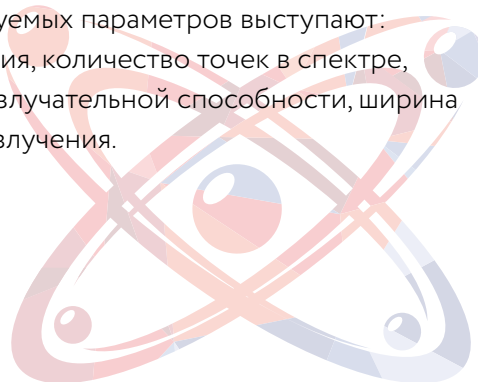 уемых параметров выступают:
ия, количество точек в спектре,
злучательной способности, ширина
злучения.